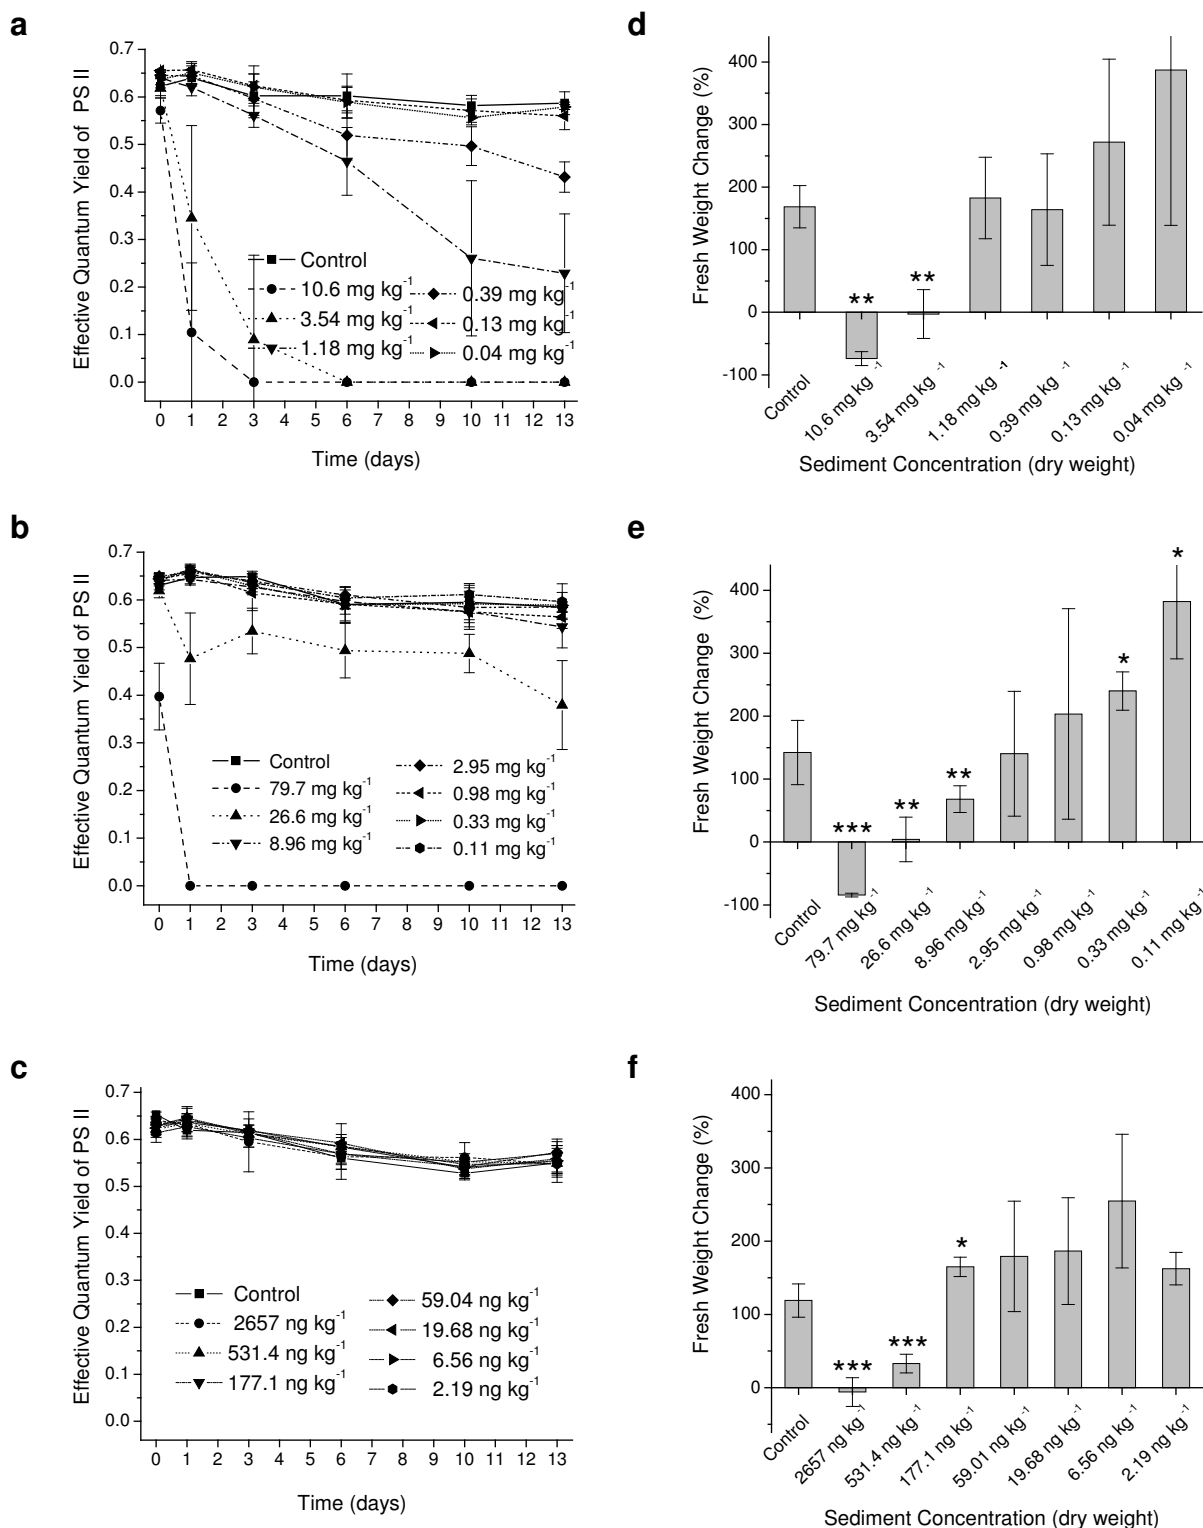 a
Effective Quantum Yield of PS II
0.7
0.6
0.5
0.4
0.3
0.2
0.1
0.0
Control
10.6 mg kg-1
3.54 mg kg-1
1.18 mg kg-1
0.39 mg kg-1
0.13 mg kg-1
0.04 mg kg-1
0 1 2 3 4 5 6 7 8 9 10 11 12 13
Time (days)
d
Fresh Weight Change (%)
400
300
200
100
0
-100
** **
Control
10.6 mg kg -1
3.54 mg kg -1
1.18 mg kg -1
0.39 mg kg -1
0.13 mg kg -1
0.04 mg kg -1
Sediment Concentration (dry weight)
b
Effective Quantum Yield of PS II
0.7
0.6
0.5
0.4
0.3
0.2
0.1
0.0
Control
79.7 mg kg-1
26.6 mg kg-1
8.96 mg kg-1
2.95 mg kg-1
0.98 mg kg-1
0.33 mg kg-1
0.11 mg kg-1
0 1 2 3 4 5 6 7 8 9 10 11 12 13
Time (days)
e
Fresh Weight Change (%)
400
300
200
100
0
-100
*** ** ** * *
Control
79.7 mg kg -1
26.6 mg kg -1
8.96 mg kg -1
2.95 mg kg -1
0.98 mg kg -1
0.33 mg kg -1
0.11 mg kg -1
Sediment Concentration (dry weight)
c
Effective Quantum Yield of PS II
0.7
0.6
0.5
0.4
0.3
0.2
0.1
0.0
Control
2657 ng kg-1
531.4 ng kg-1
177.1 ng kg-1
59.04 ng kg-1
19.68 ng kg-1
6.56 ng kg-1
2.19 ng kg-1
0 1 2 3 4 5 6 7 8 9 10 11 12 13
Time (days)
f
Fresh Weight Change (%)
400
300
200
100
0
*** *** *
Control
2657 ng kg -1
531.4 ng kg -1
177.1 ng kg -1
59.01 ng kg -1
19.68 ng kg -1
6.56 ng kg -1
2.19 ng kg -1
Sediment Concentration (dry weight)